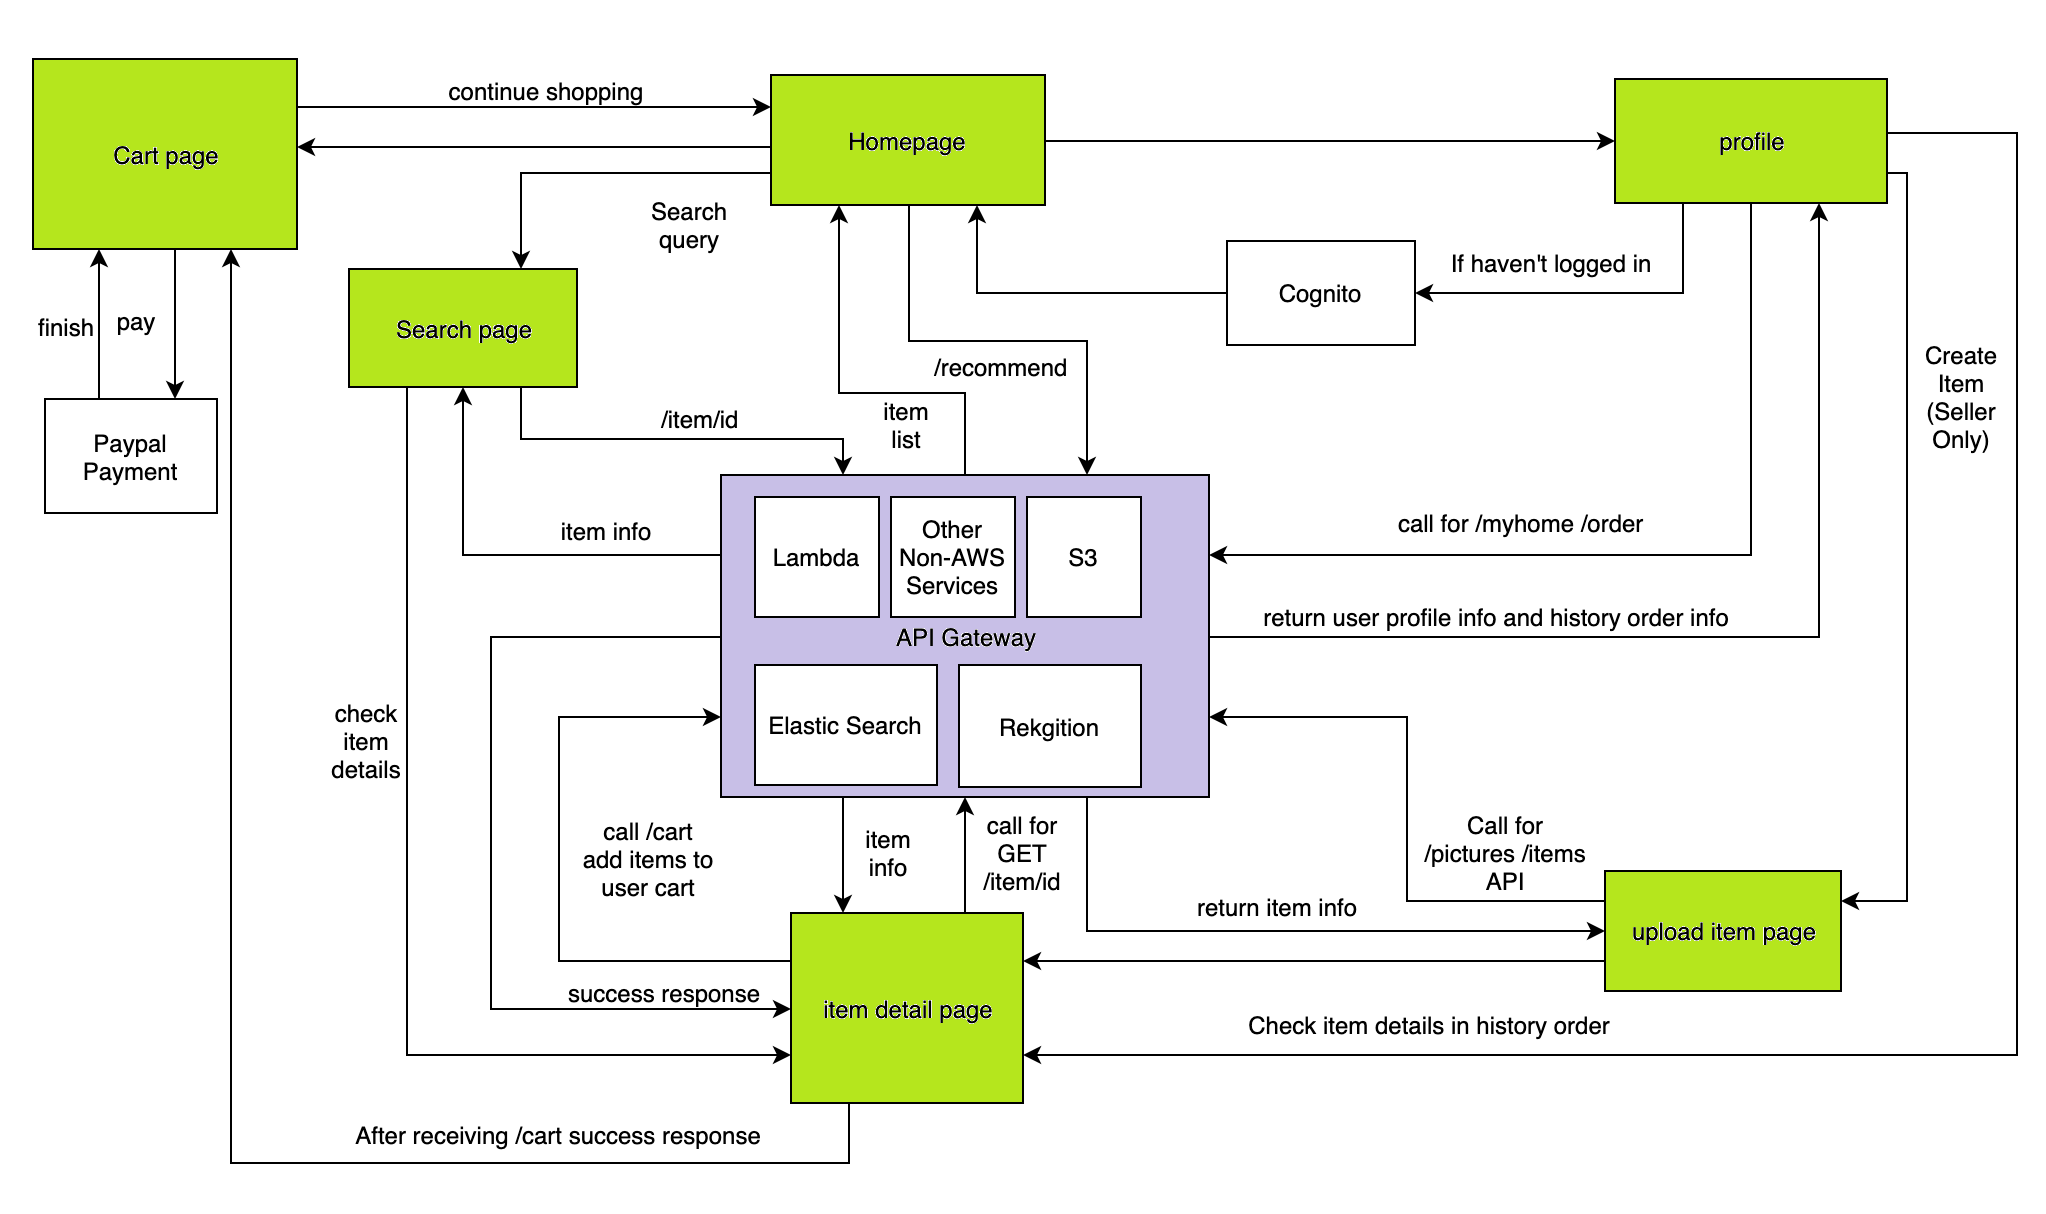 continue shopping
Cart page
Homepage
profile
Search
query
If haven't logged in
Cognito
finish
pay
Search page
/recommend
Create
Item
(Seller
Only)
Paypal
Payment
/item/id
item
list
item info
Lambda
Other
Non-AWS
Services
S3
call for /myhome /order
API Gateway
return user profile info and history order info
check
item
details
Elastic Search
Rekgition
call /cart
add items to
user cart
item
info
call for
GET
/item/id
Call for
/pictures /items
API
return item info
upload item page
success response
item detail page
Check item details in history order
After receiving /cart success response